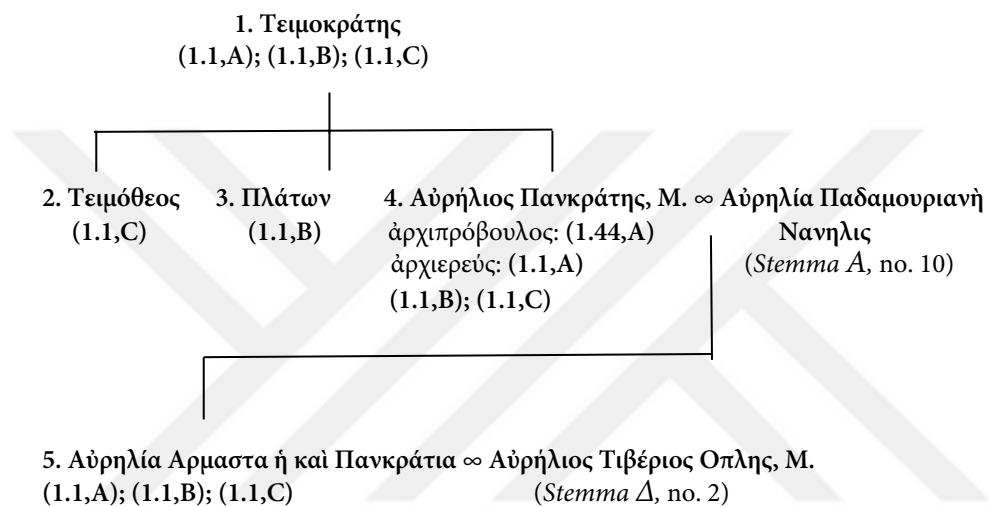 1. Τειμοκράτης
(1.1,A); (1.1,B); (1.1,C)
2. Τειμόθεος 3. Πλάτων 4. Αὐρήλιος Πανκράτης, Μ. ∞ Αὐρηλία Παδαμουριανὴ
(1.1,C) (1.1,B) ἀρχιπρόβουλος: (1.44,A) Νανηλις
ἀρχιερεύς: (1.1,A) (Stemma A, no. 10)
(1.1,B); (1.1,C)
5. Αὐρηλία Αρμαστα ἡ καὶ Πανκράτια ∞ Αὐρήλιος Τιβέριος Οπλης, Μ.
(1.1,A); (1.1,B); (1.1,C) (Stemma Δ, no. 2)